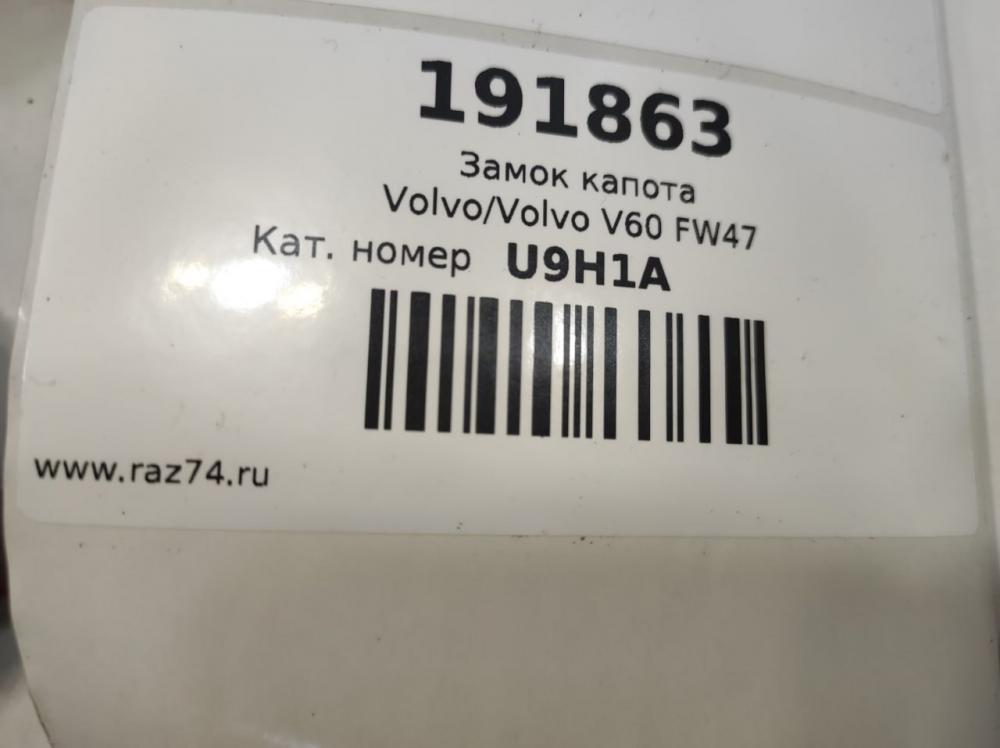 191863
Замок капота
Volvo/Volvo V60 FW47
Кат. номер U9H1A
www.raz74.ru